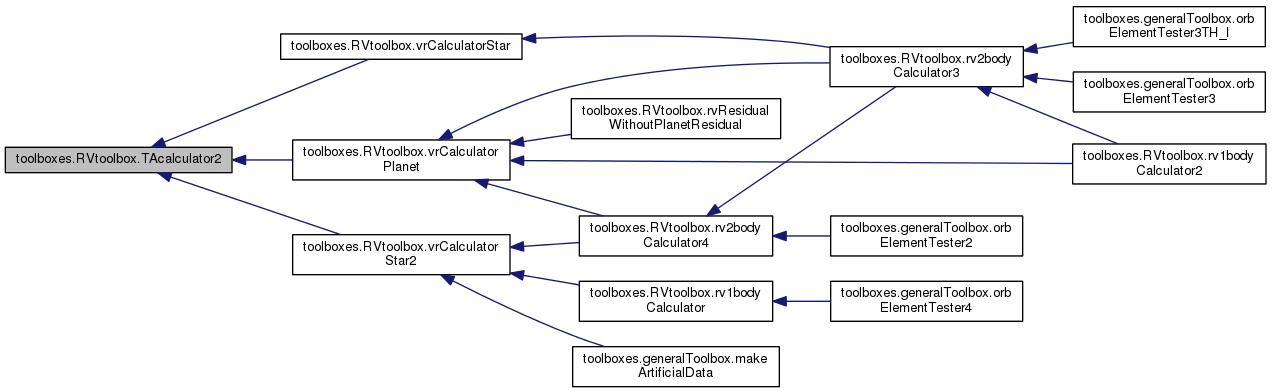 toolboxes.RVtoolbox.TAcalculator2
toolboxes.RVtoolbox.vrCalculatorStar
toolboxes.RVtoolbox.vrCalculator
Planet
toolboxes.RVtoolbox.vrCalculator
Star2
toolboxes.RVtoolbox.rvResidual
WithoutPlanetResidual
toolboxes.RVtoolbox.rv2body
Calculator4
toolboxes.RVtoolbox.rv1body
Calculator
toolboxes.generalToolbox.make
ArtificialData
toolboxes.RVtoolbox.rv2body
Calculator3
toolboxes.generalToolbox.orb
ElementTester2
toolboxes.generalToolbox.orb
ElementTester4
toolboxes.generalToolbox.orb
ElementTester3TH_I
toolboxes.generalToolbox.orb
ElementTester3
toolboxes.RVtoolbox.rv1body
Calculator2